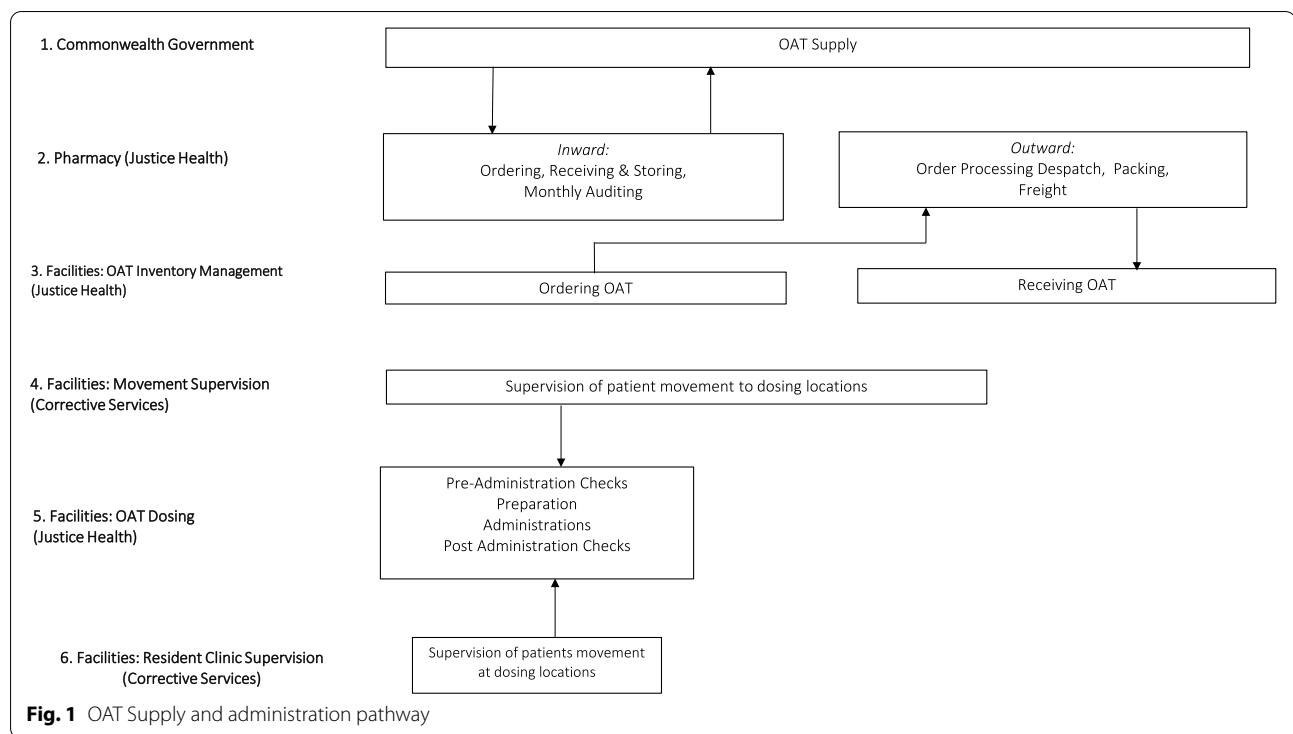 1. Commonwealth Government
OAT Supply
2. Pharmacy (Justice Health)
Inward:
Ordering, Receiving & Storing,
Monthly Auditing
Outward:
Order Processing Despatch, Packing,
Freight
3. Facilities: OAT Inventory Management
(Justice Health)
Ordering OAT
Receiving OAT
4. Facilities: Movement Supervision
(Corrective Services)
Supervision of patient movement to dosing locations
5. Facilities: OAT Dosing
(Justice Health)
Pre-Administration Checks
Preparation
Administrations
Post Administration Checks
6. Facilities: Resident Clinic Supervision
(Corrective Services)
Supervision of patients movement
at dosing locations
Fig. 1 OAT Supply and administration pathway